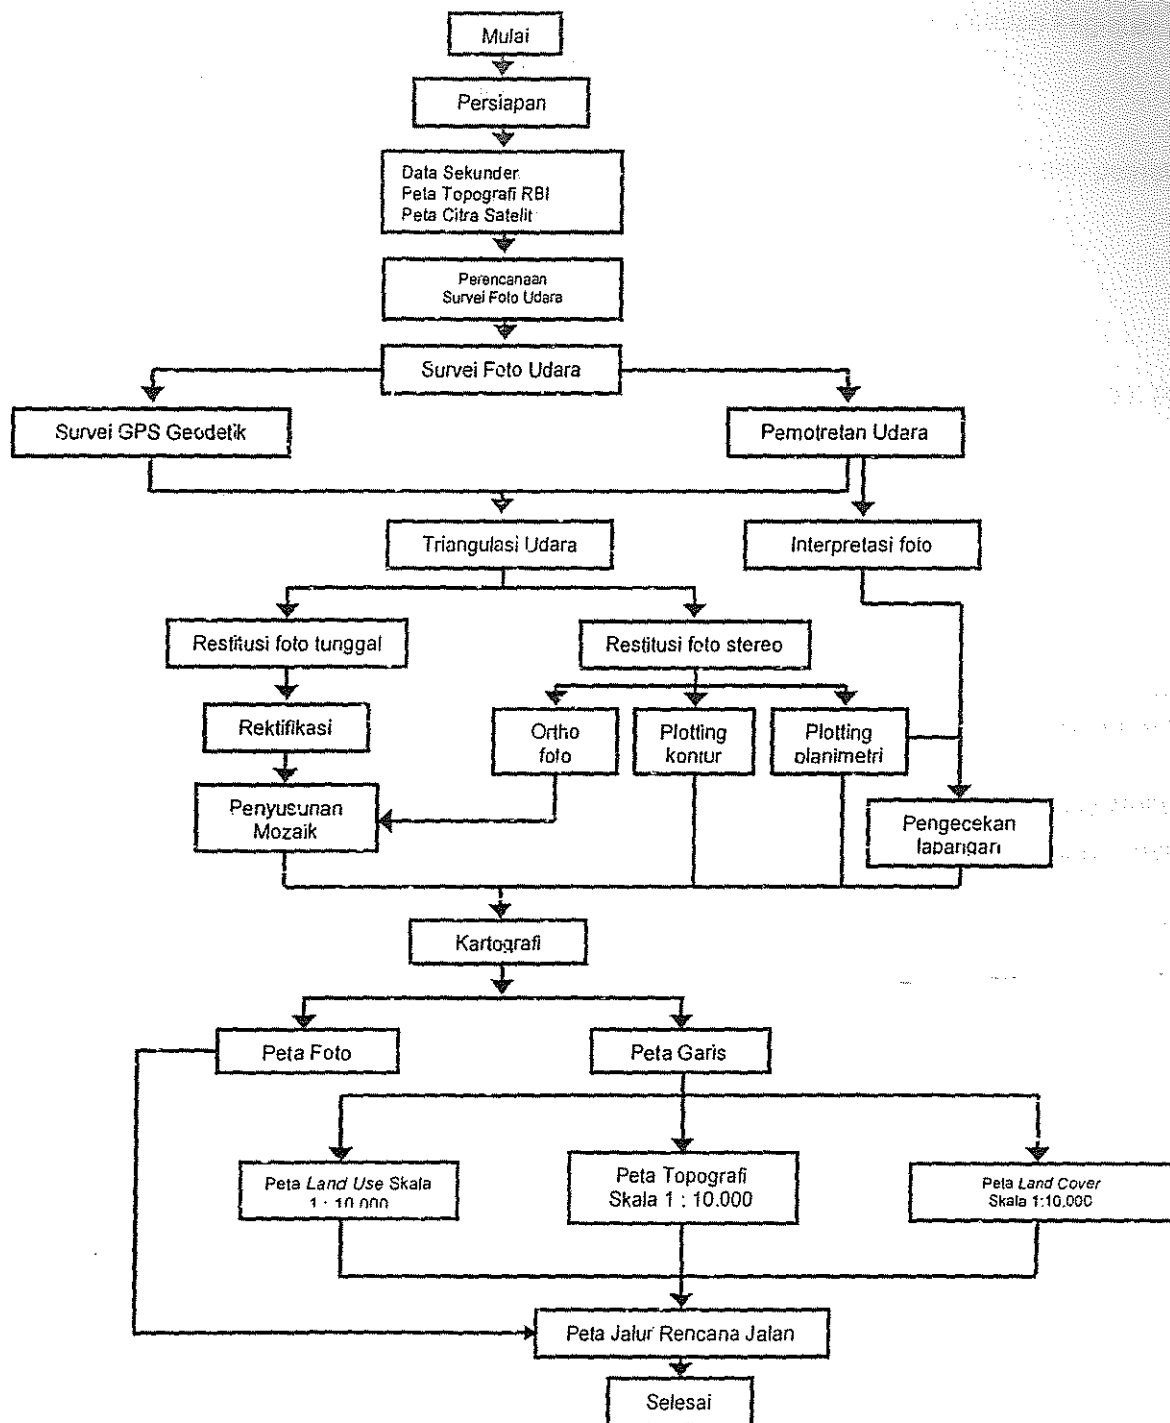 Mulai
Persiapan
Data Sekunder
Peta Topografi RBI
Peta Citra Satelit
Perencanaan
Survei Foto Udara
Survei Foto Udara
Survei GPS Geodetik
Pemotretan Udara
Triangulasi Udara
Interpretasi foto
Restitusi foto tunggal
Restitusi foto stereo
Rektifikasi
Ortho
foto
Plotting
kontur
Plotting
planimetri
Penyusunan
Mozaik
Pengecekan
lapangan
Kartografi
Peta Foto
Peta Garis
Peta Land Use Skala
1 : 10.000
Peta Topografi
Skala 1 : 10.000
Peta Land Cover
Skala 1:10,000
Peta Jalur Rencana Jalan
Selesai